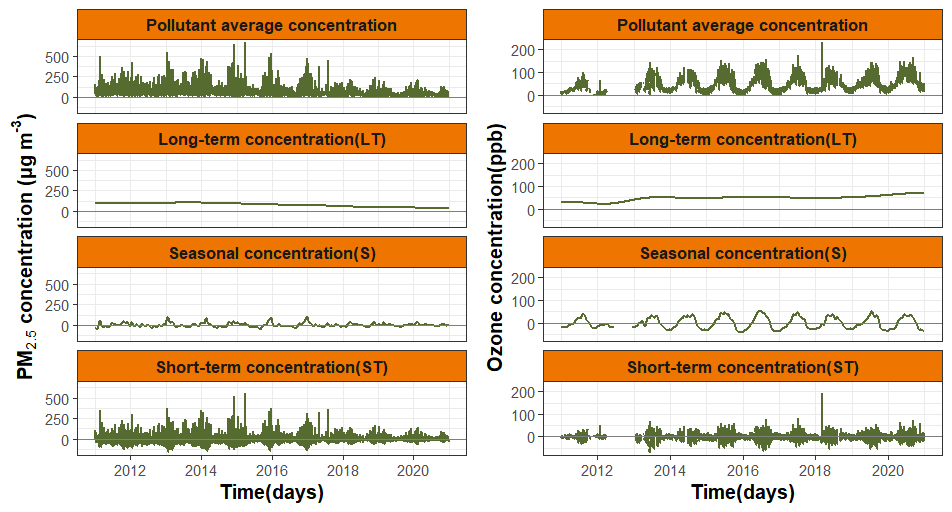 PM2.5 concentration (µg m-3)
Pollutant average concentration
500
250
0
Long-term concentration(LT)
500
250
0
Seasonal concentration(S)
500
250
0
Short-term concentration(ST)
500
250
0
2012 2014 2016 2018 2020
Time(days)
Ozone concentration(ppb)
Pollutant average concentration
200
100
0
Long-term concentration(LT)
200
100
0
Seasonal concentration(S)
200
100
0
Short-term concentration(ST)
200
100
0
2012 2014 2016 2018 2020
Time(days)